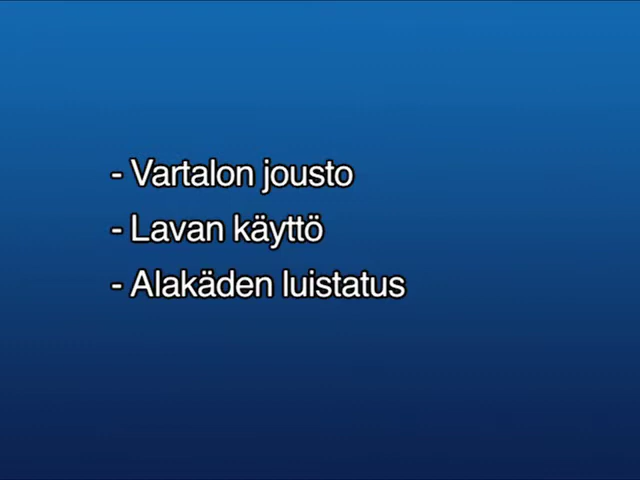 - Vartalon jousto
- Lavan käyttö
- Alakäden luistatus